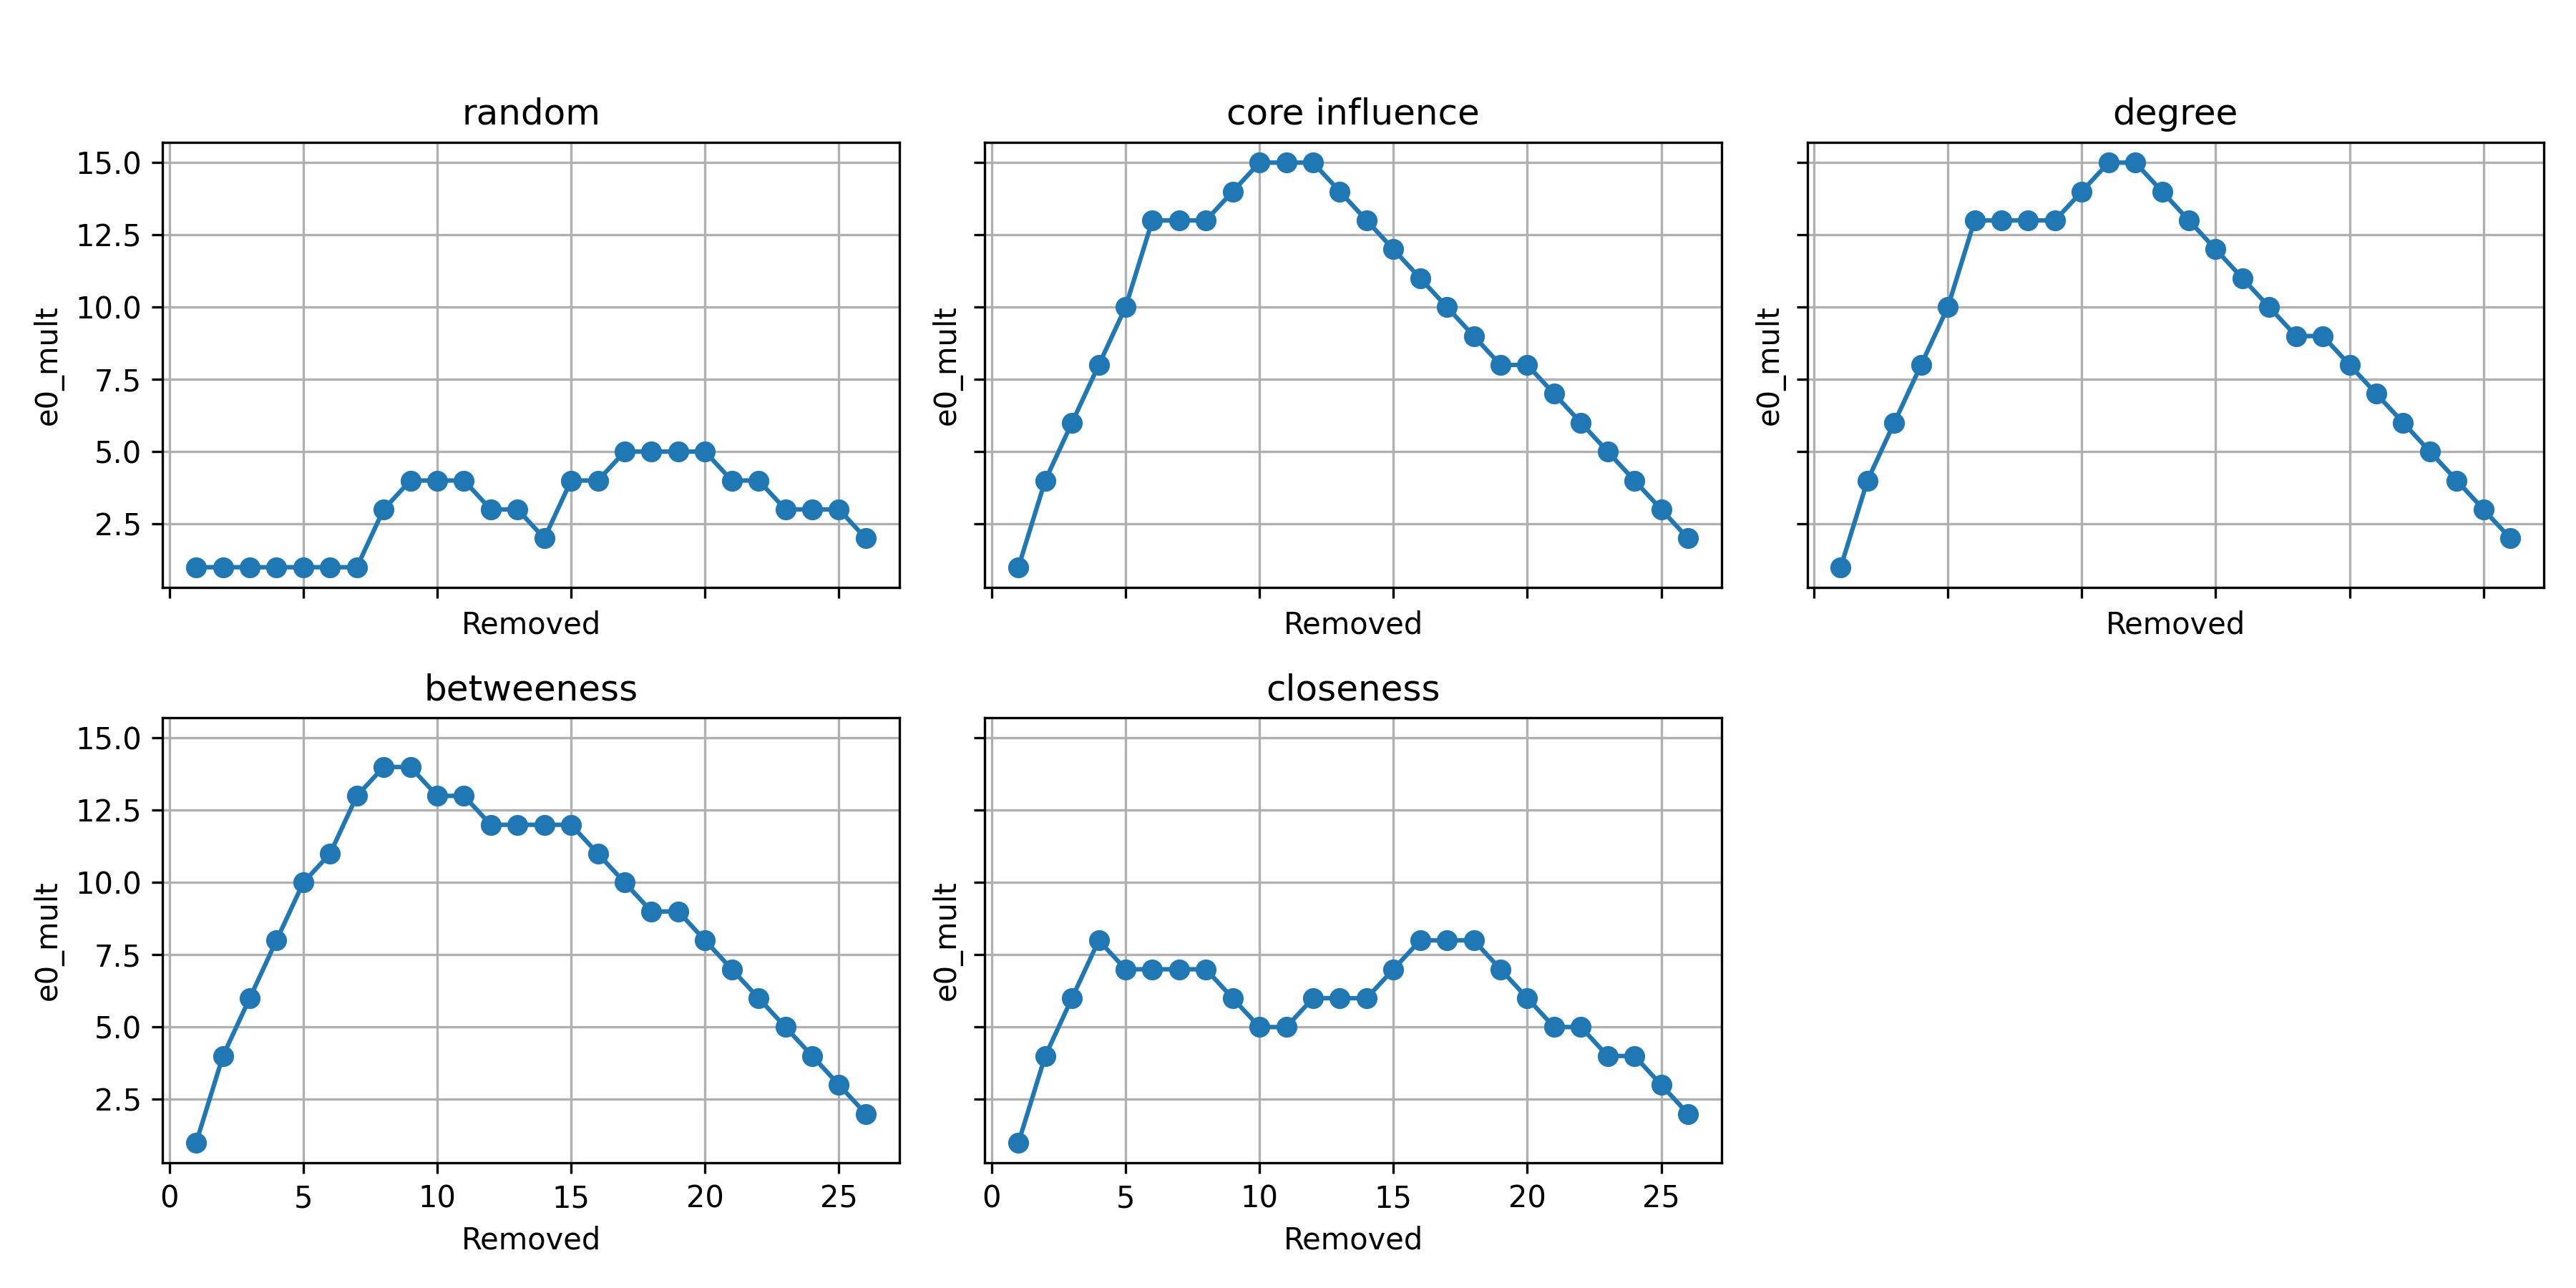 random
core influence
degree
15.0
12.5
10.0
7.5
5.0
2.5
e0_mult
e0_mult
e0_mult
Removed
Removed
Removed
betweeness
closeness
15.0
12.5
10.0
7.5
5.0
2.5
e0_mult
e0_mult
0 5 10 15 20 25
0 5 10 15 20 25
Removed
Removed